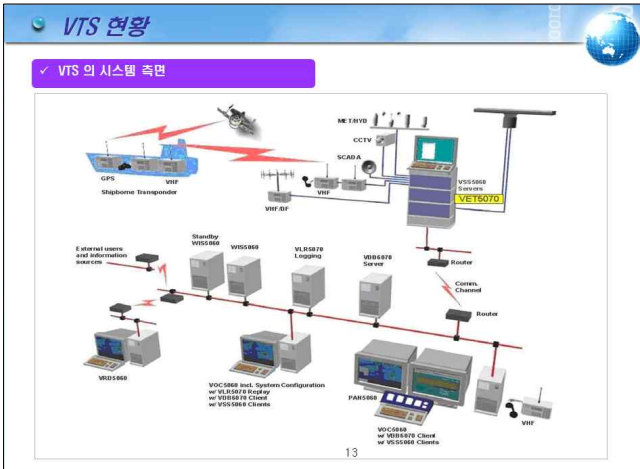 VTS 현황
✓ VTS 의 시스템 측면
MET/HYD
CCTV
SCADA
GPS
VHF
Shipborne Transponder
VHF/DF
VHF
VSS5060
Servers
VET5070
Router
Comm.
Channel
Router
External users
and information
sources
Standby
WIS5060
WIS5060
VLR5070
Logging
VDB6070
Server
VRD5060
VOC5060 incl. System Configuration
w/ VLR5070 Replay
w/ VDB6070 Client
w/ VSS5060 Clients
PAN5060
VOC5060
w/ VDB6070 Client
w/ VSS5060 Clients
VHF
13